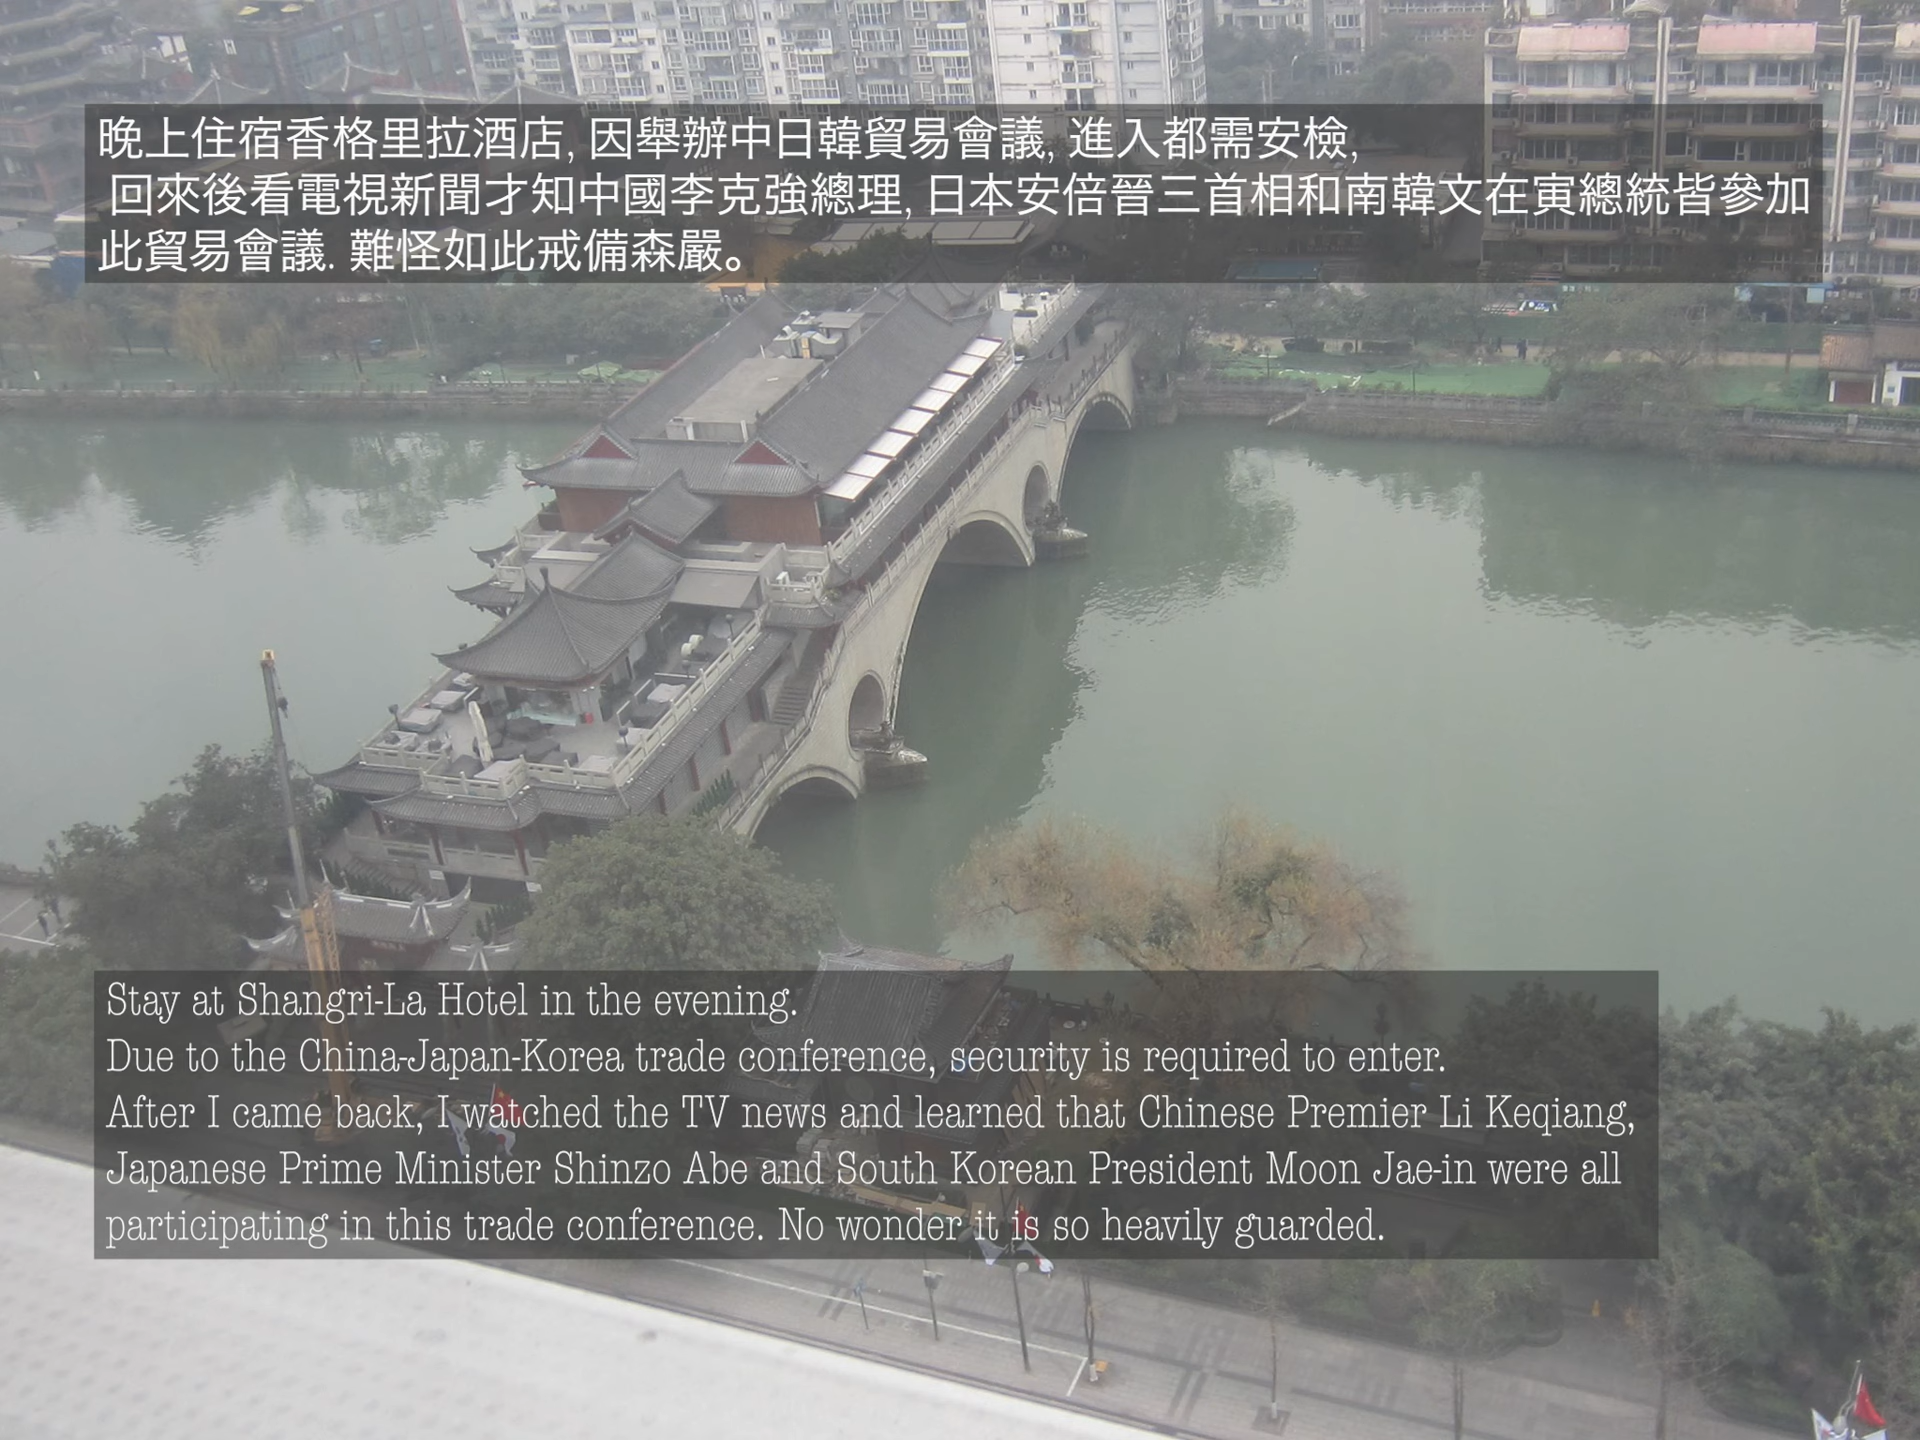 晚上住宿香格里拉酒店, 因舉辦中日韓貿易會議, 進入都需安檢,
回來後看電視新聞才知中國李克強總理, 日本安倍晉三首相和南韓文在寅總統皆參加
此貿易會議. 難怪如此戒備森嚴。
Stay at Shangri-La Hotel in the evening.
Due to the China-Japan-Korea trade conference, security is required to enter.
After I came back, I watched the TV news and learned that Chinese Premier Li Keqiang,
Japanese Prime Minister Shinzo Abe and South Korean President Moon Jae-in were all
participating in this trade conference. No wonder it is so heavily guarded.